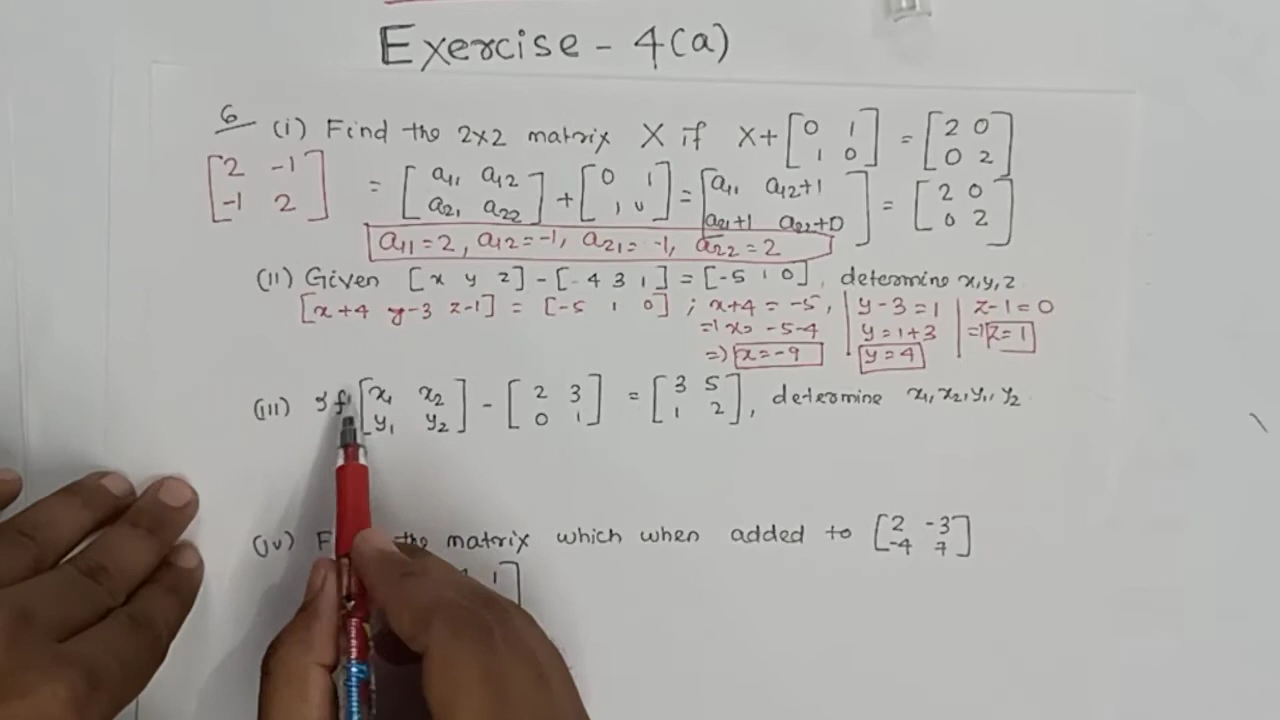 Exercise - 4(a)
6 (i) Find the 2x2 matrix X if X+[0 1; 1 0] = [2 0; 0 2]
[2 -1; -1 2] = [a11 a12; a21 a22] + [0 1; 1 0] = [a11 a12+1; a21+1 a22+0] = [2 0; 0 2]
a11=2, a12=-1, a21=-1, a22=2
(ii) Given [x y z]-[-4 3 1]=[-5 1 0], determine x,y,z
[x+4 y-3 z-1] = [-5 1 0] ; x+4 = -5, | y-3=1 | z-1=0
=) x= -5-4 | y=1+3 | =) z=1
=) x=-9 | y=4
(iii) If [x1 x2; y1 y2] - [2 3; 0 1] = [3 5; 1 2], determine x1, x2, y1, y2
(iv) F the matrix which when added to [2 -3; -4 7]
1]